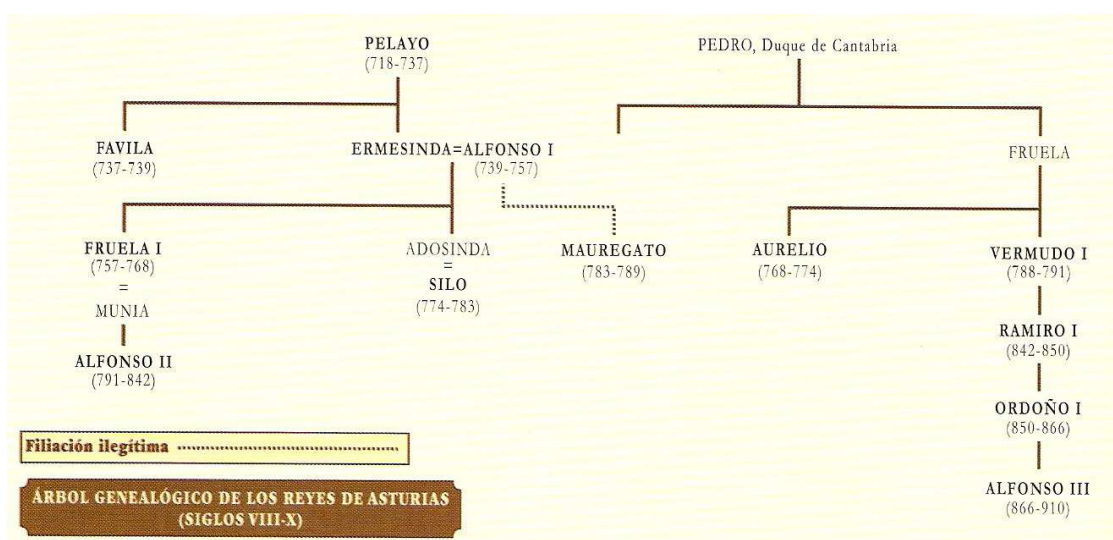 PELAYO
(718-737)
PEDRO, Duque de Cantabria
FAVILA
(737-739)
ERMESINDA=ALFONSO I
(739-757)
FRUELA
FRUELA I
(757-768)
=
MUNIA
ADOSINDA
=
SILO
(774-783)
MAUREGATO
(783-789)
AURELIO
(768-774)
VERMUDO I
(788-791)
ALFONSO II
(791-842)
RAMIRO I
(842-850)
ORDOÑO I
(850-866)
ALFONSO III
(866-910)
Filiación ilegítima
ÁRBOL GENEALÓGICO DE LOS REYES DE ASTURIAS
(SIGLOS VIII-X)